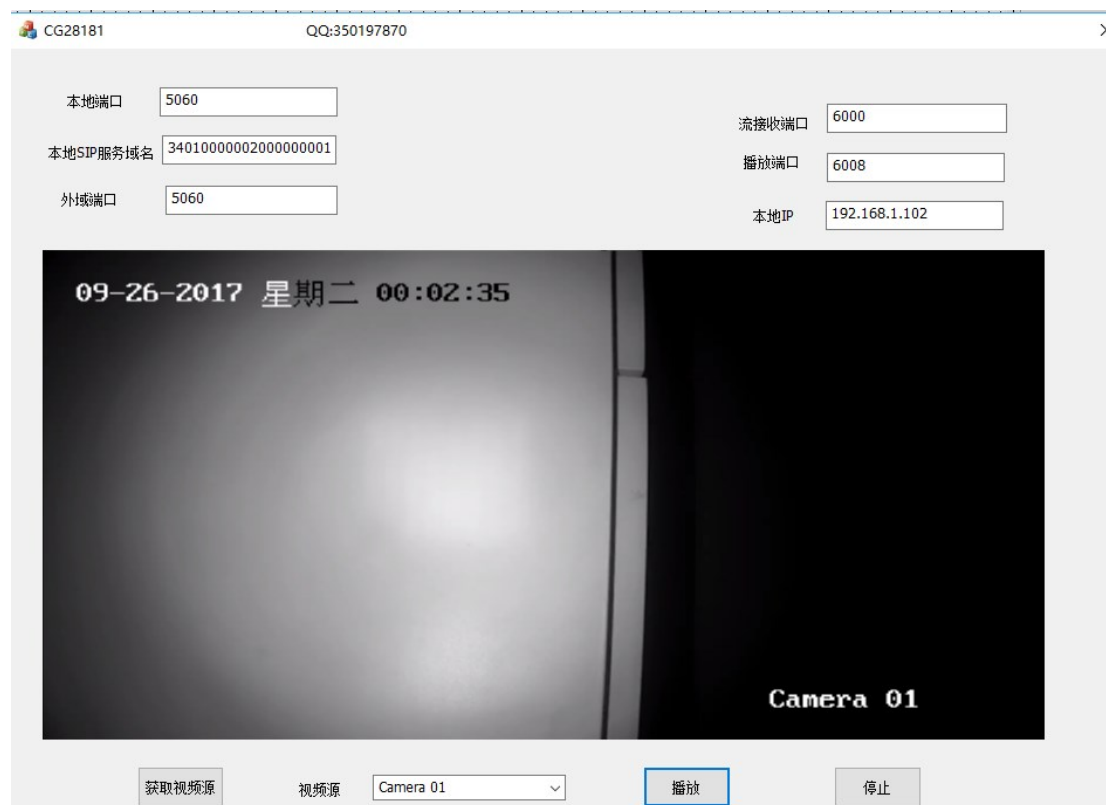 CG28181 QQ:350197870
本地端口 5060
流接收端口 6000
本地SIP服务域名 34010000002000000001
播放端口 6008
外域端口 5060
本地IP 192.168.1.102
09-26-2017 星期二 00:02:35
Camera 01
获取视频源 视频源 Camera 01 播放 停止